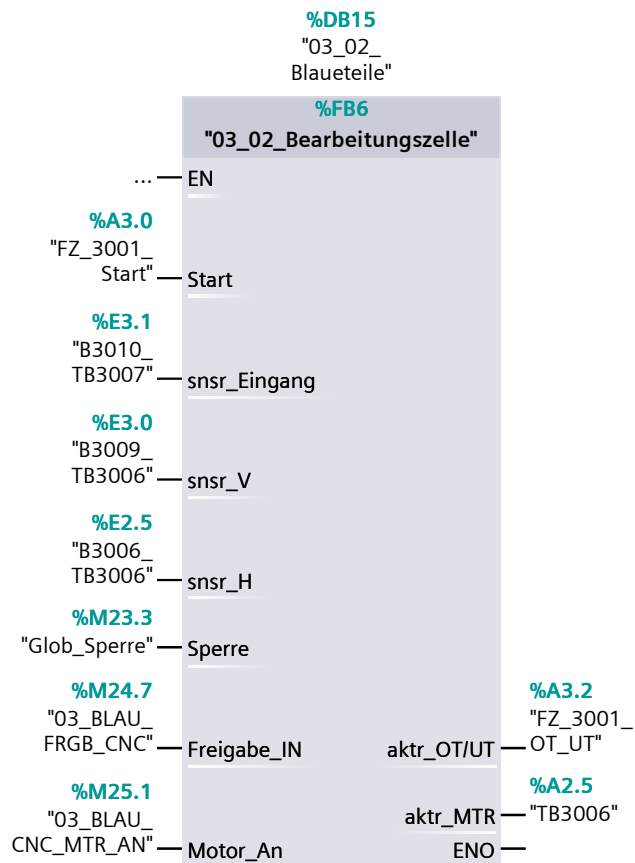 %DB15
"03_02_
Blaueteile"
%FB6
"03_02_Bearbeitungszelle"
... EN
%A3.0
"FZ_3001_
Start" Start
%E3.1
"B3010_
TB3007" snsr_Eingang
%E3.0
"B3009_
TB3006" snsr_V
%E2.5
"B3006_
TB3006" snsr_H
%M23.3
"Glob_Sperre" Sperre
%M24.7 %A3.2
"03_BLAU_ "FZ_3001_
FRGB_CNC" Freigabe_IN aktr_OT/UT OT_UT"
%M25.1 %A2.5
"03_BLAU_ aktr_MTR "TB3006"
CNC_MTR_AN" Motor_An ENO